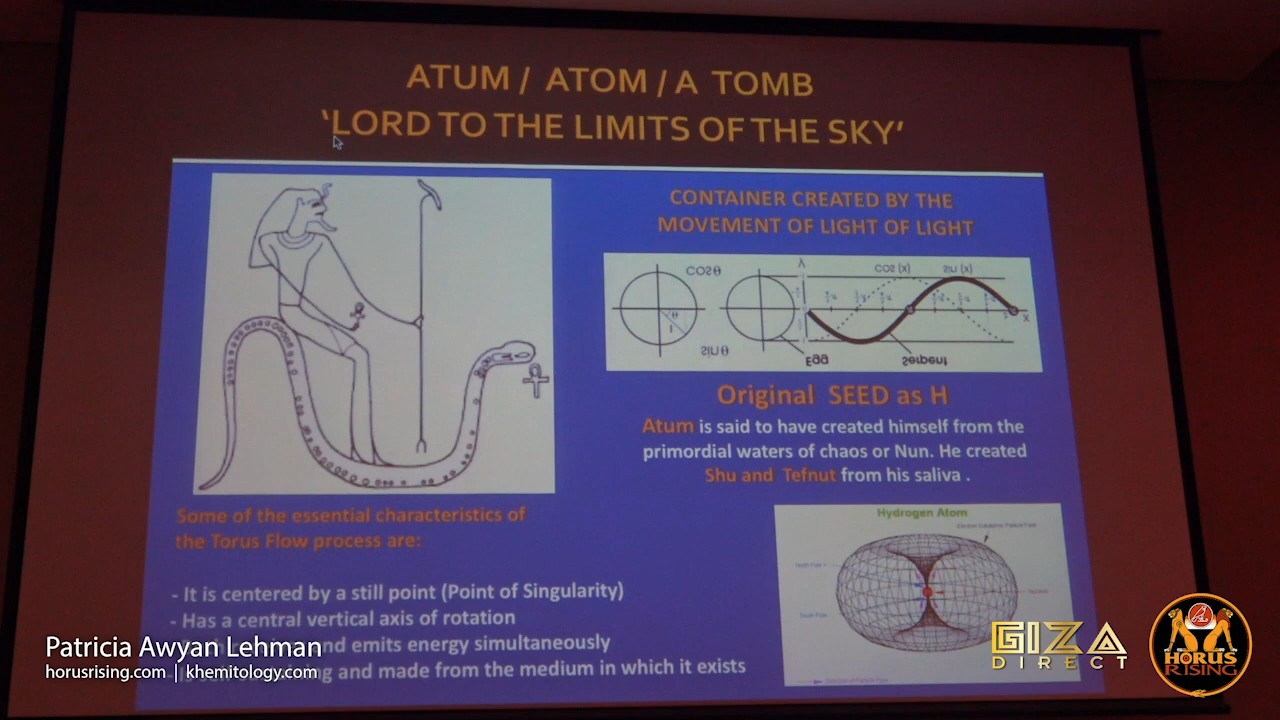 ATUM / ATOM / A TOMB
'LORD TO THE LIMITS OF THE SKY'
CONTAINER CREATED BY THE
MOVEMENT OF LIGHT OF LIGHT
COS θ
sin θ
Egg
Serpent
COS (X)
sin (X)
Y
X
Original SEED as H
Atum is said to have created himself from the
primordial waters of chaos or Nun. He created
Shu and Tefnut from his saliva .
Some of the essential characteristics of
the Torus Flow process are:
- It is centered by a still point (Point of Singularity)
- Has a central vertical axis of rotation
nd emits energy simultaneously
ng and made from the medium in which it exists
Hydrogen Atom
Patricia Awyan Lehman
horusrising.com | khemitology.com
GIZA
DIRECT
HORUS
RISING